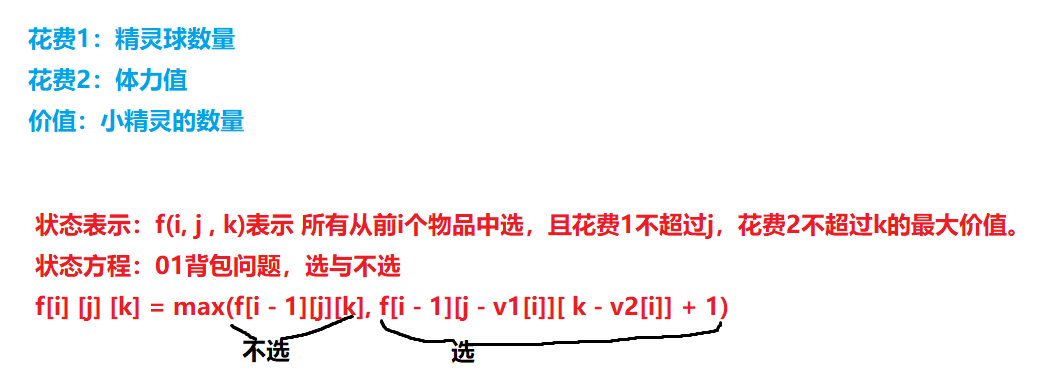 花费1：精灵球数量
花费2：体力值
价值：小精灵的数量
状态表示：f(i, j , k)表示 所有从前i个物品中选，且花费1不超过j，花费2不超过k的最大价值。
状态方程：01背包问题，选与不选
f[i] [j] [k] = max(f[i - 1][j][k], f[i - 1][j - v1[i]][ k - v2[i]] + 1)
不选 选